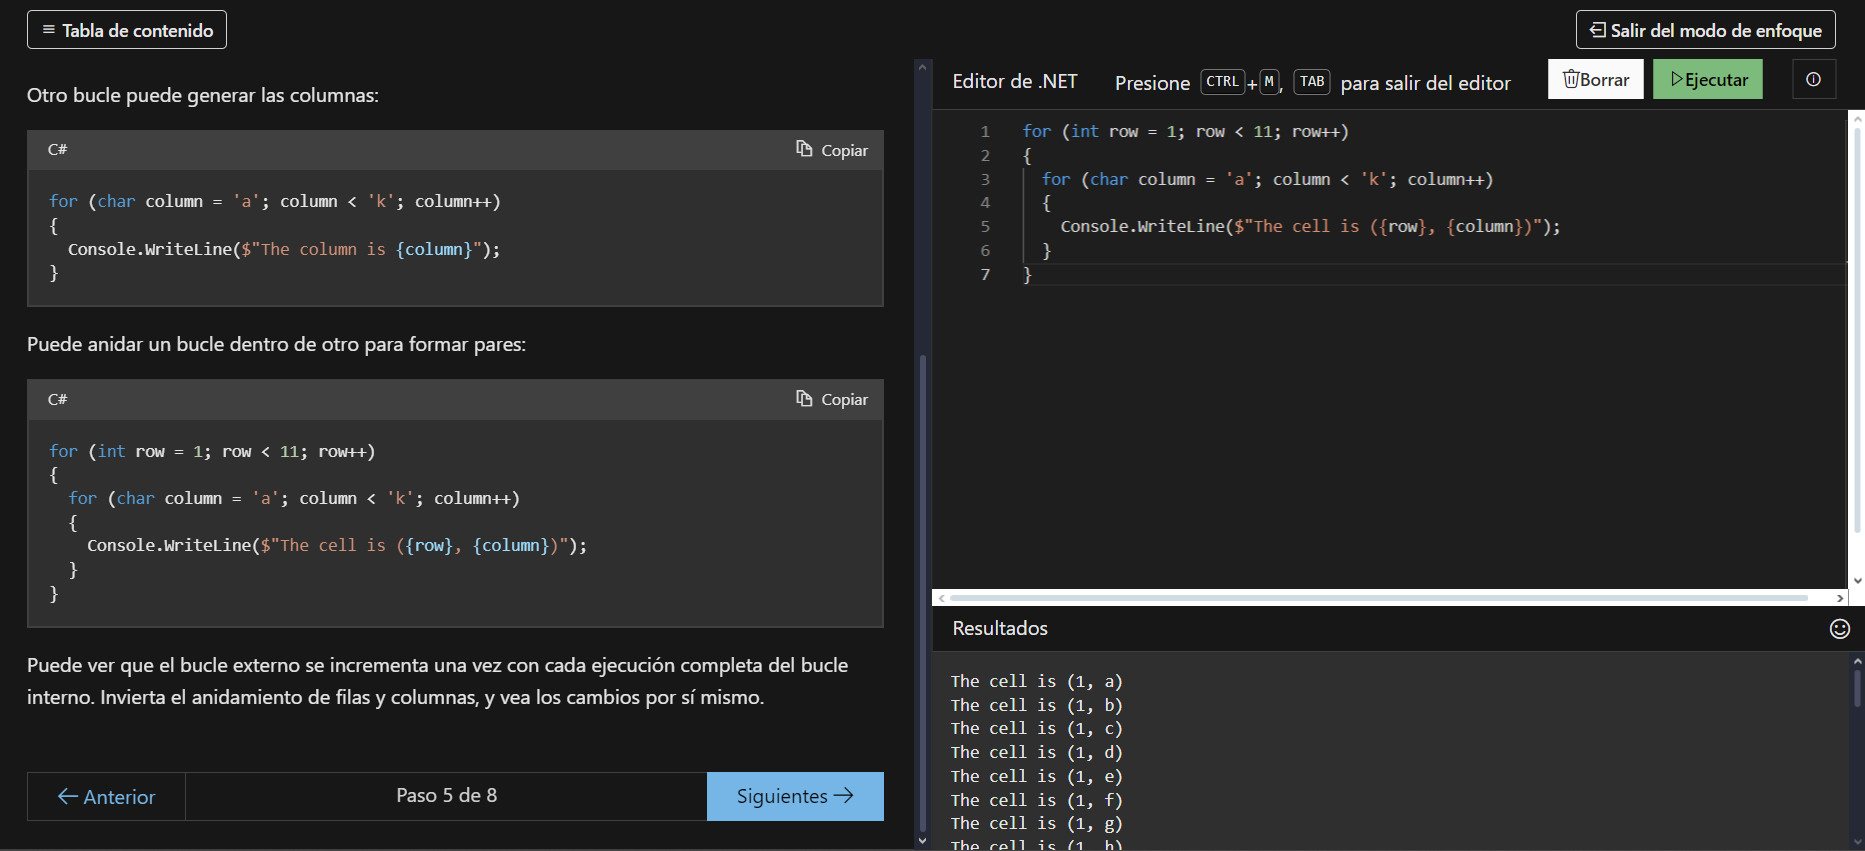 Tabla de contenido
Salir del modo de enfoque
Otro bucle puede generar las columnas:
C#
Copiar
for (char column = 'a'; column < 'k'; column++)
{
  Console.WriteLine($"The column is {column}");
}
Puede anidar un bucle dentro de otro para formar pares:
C#
Copiar
for (int row = 1; row < 11; row++)
{
  for (char column = 'a'; column < 'k'; column++)
  {
    Console.WriteLine($"The cell is ({row}, {column})");
  }
}
Puede ver que el bucle externo se incrementa una vez con cada ejecución completa del bucle
interno. Invierta el anidamiento de filas y columnas, y vea los cambios por sí mismo.
← Anterior
Paso 5 de 8
Siguientes →
Editor de .NET
Presione CTRL+M, TAB para salir del editor
Borrar
Ejecutar
1 for (int row = 1; row < 11; row++)
2 {
3   for (char column = 'a'; column < 'k'; column++)
4   {
5     Console.WriteLine($"The cell is ({row}, {column})");
6   }
7 }
Resultados
The cell is (1, a)
The cell is (1, b)
The cell is (1, c)
The cell is (1, d)
The cell is (1, e)
The cell is (1, f)
The cell is (1, g)
The cell is (1, h)